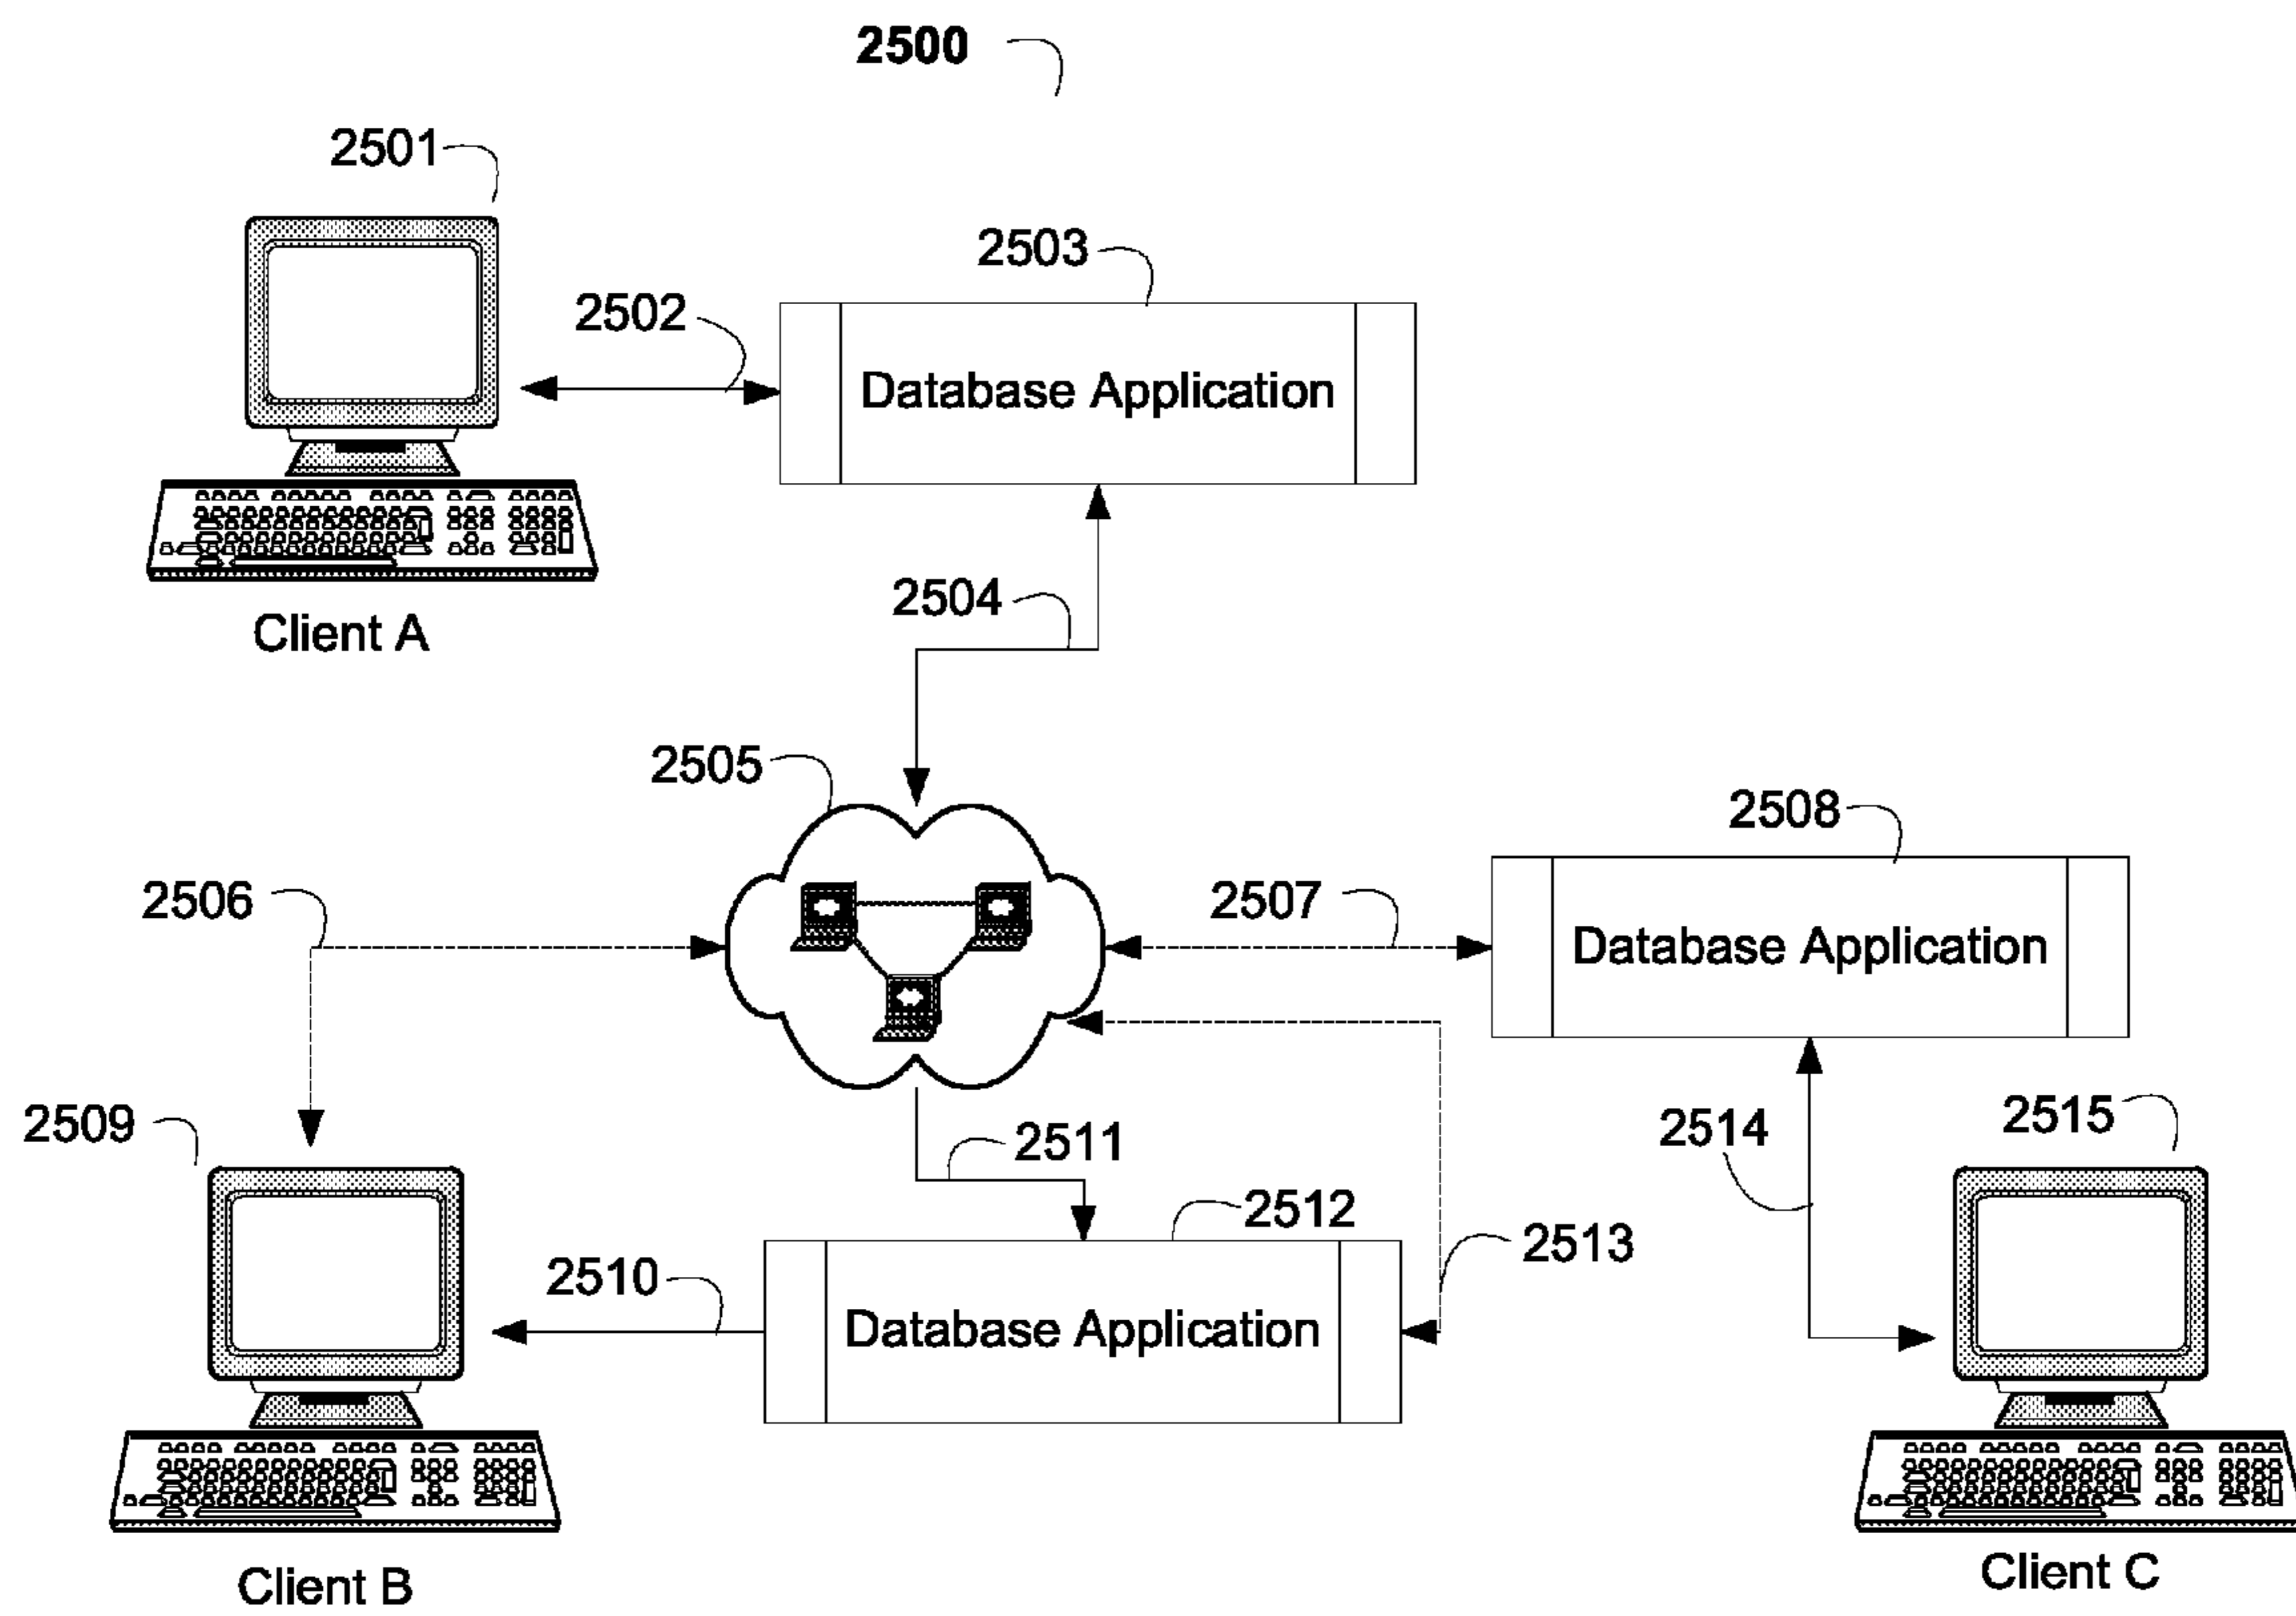 2500
2501
2503
2502
Database Application
2504
Client A
2505
2508
2506
2507
Database Application
2509
2511
2514
2515
2512
2513
2510
Database Application
Client B
Client C